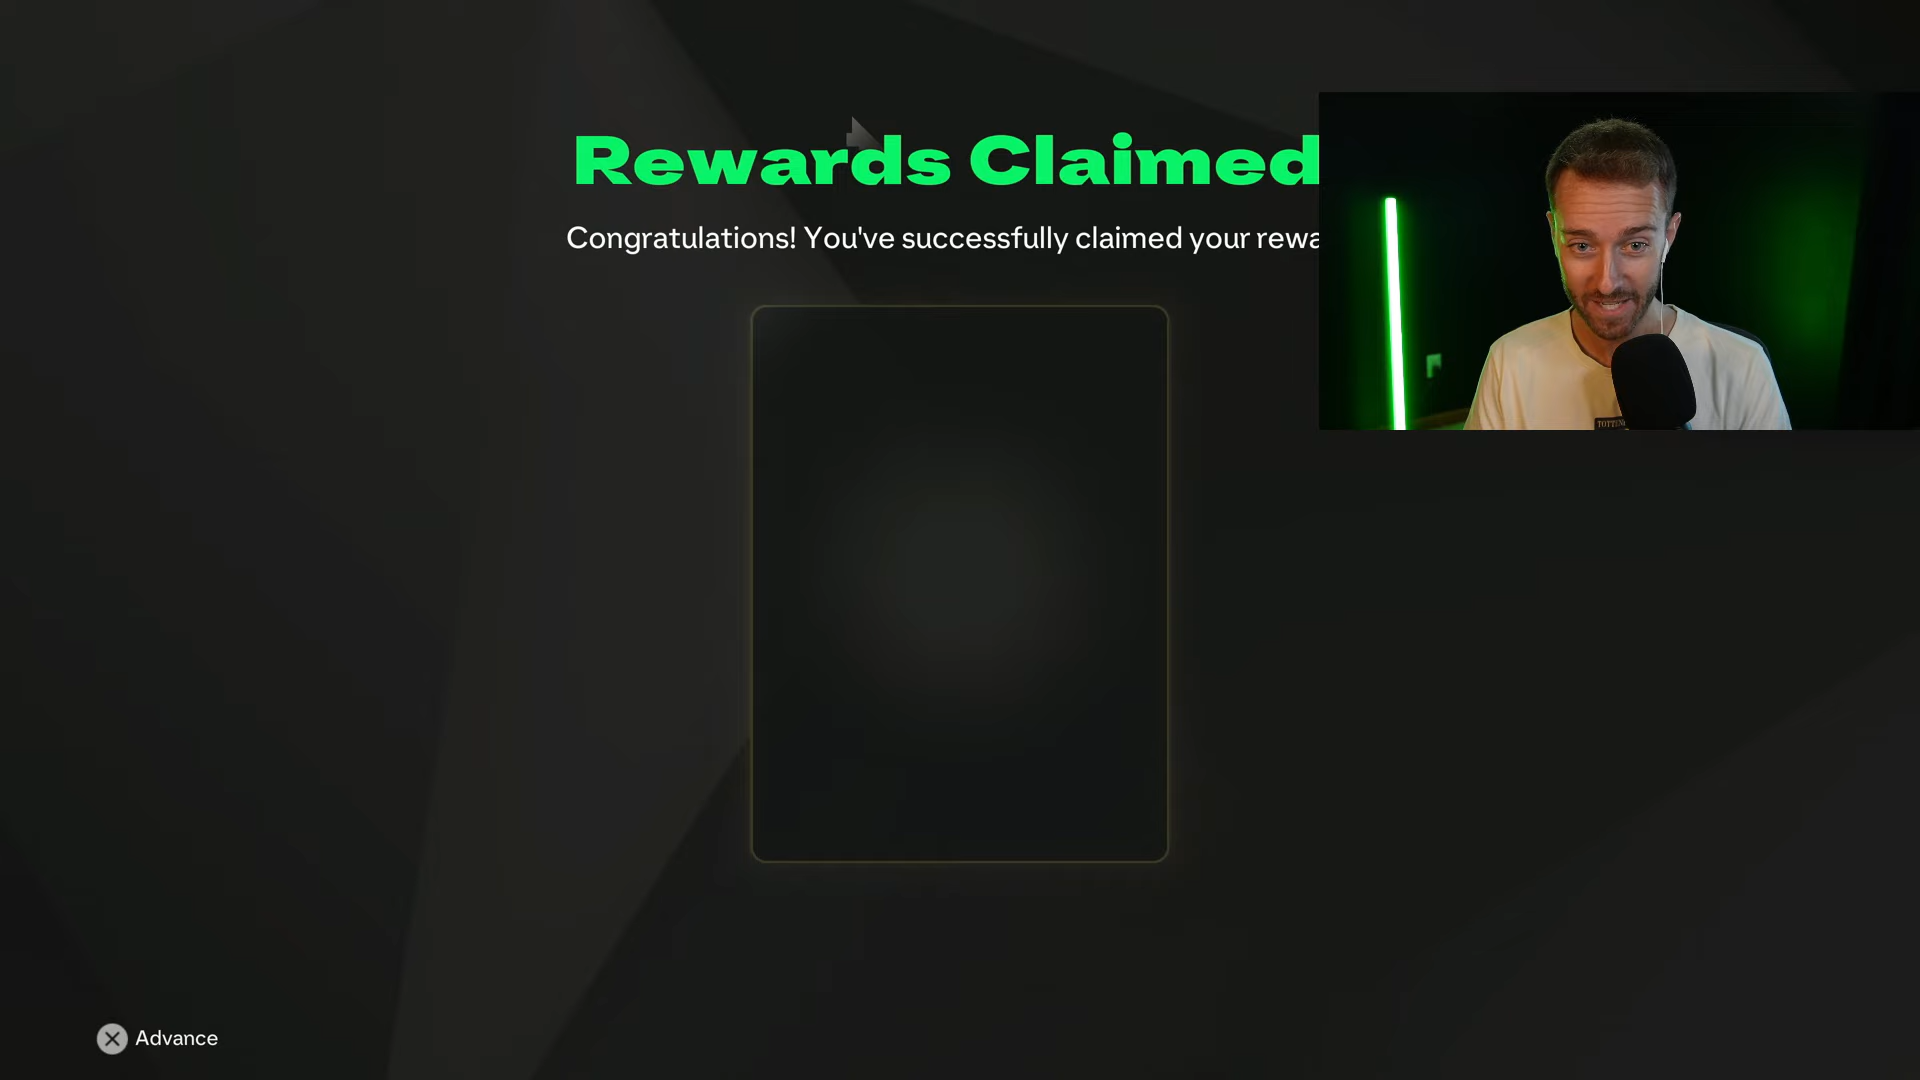 Rewards Claimed
Congratulations! You've successfully claimed your rewa
Advance